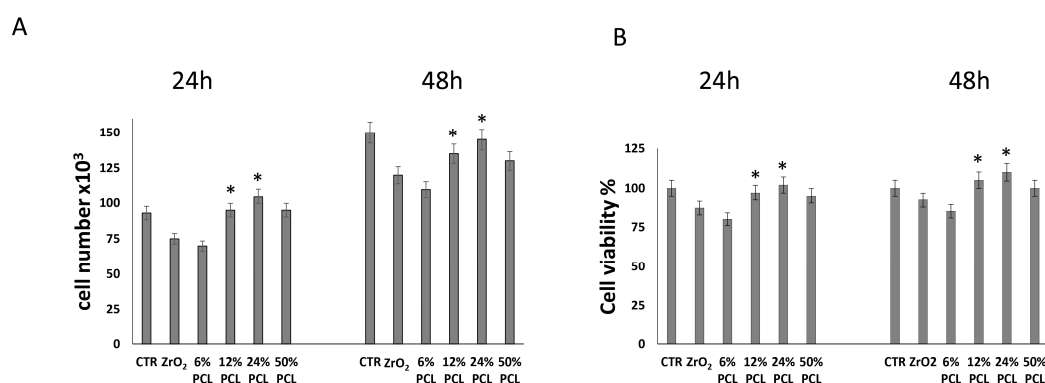 A
24h
48h
cell number x10³
150
125
100
75
50
25
0
* * * *
CTR ZrO₂ 6% 12% 24% 50% CTR ZrO₂ 6% 12% 24% 50%
PCL PCL PCL PCL PCL PCL PCL PCL
B
24h
48h
Cell viability %
125
100
75
50
25
0
* * * *
CTR ZrO₂ 6% 12% 24% 50% CTR ZrO2 6% 12% 24% 50%
PCL PCL PCL PCL PCL PCL PCL PCL